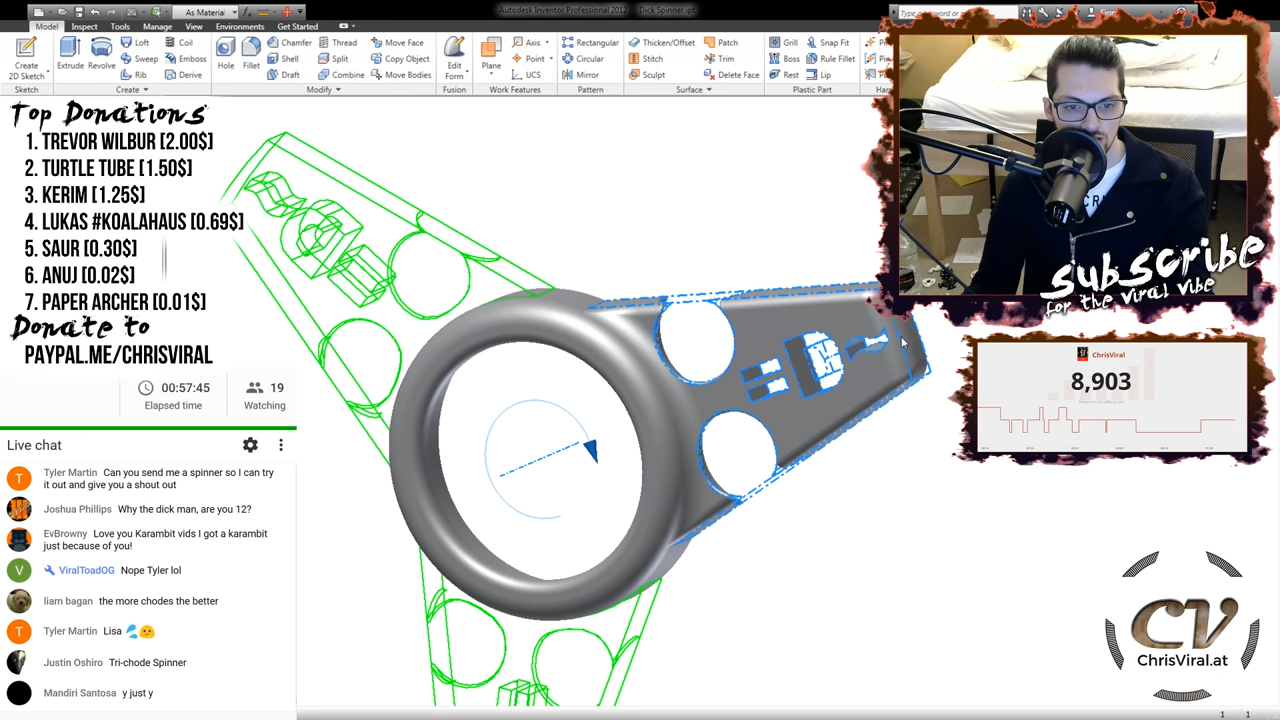 As Material
Autodesk Inventor Professional 2012
Dick Spinner.ipt
Model Inspect Tools Manage View Environments Get Started
Create 2D Sketch
Extrude
Revolve
Loft
Sweep
Rib
Coil
Emboss
Derive
Hole
Fillet
Chamfer
Shell
Draft
Thread
Split
Combine
Move Face
Copy Object
Move Bodies
Edit Form
Plane
Axis
Point
UCS
Rectangular
Circular
Mirror
Thicken/Offset
Stitch
Sculpt
Patch
Trim
Delete Face
Grill
Boss
Rest
Snap Fit
Rule Fillet
Lip
Sketch Create Modify Fusion Work Features Pattern Surface Plastic Part
Top Donations
1. TREVOR WILBUR [2.00$]
2. TURTLE TUBE [1.50$]
3. KERIM [1.25$]
4. LUKAS #KOALAHAUS [0.69$]
5. SAUR [0.30$]
6. ANUJ [0.02$]
7. PAPER ARCHER [0.01$]
Donate to
PAYPAL.ME/CHRISVIRAL
00:57:45
Elapsed time
19
Watching
Live chat
Tyler Martin Can you send me a spinner so I can try
it out and give you a shout out
Joshua Phillips Why the dick man, are you 12?
EvBrowny Love you Karambit vids I got a karambit
just because of you!
ViralToadOG Nope Tyler lol
liam bagan the more chodes the better
Tyler Martin Lisa 💦🙁
Justin Oshiro Tri-chode Spinner
Mandiri Santosa y just y
Subscribe
for the viral vibe
ChrisViral
8,903
CV
ChrisViral.at
1 1